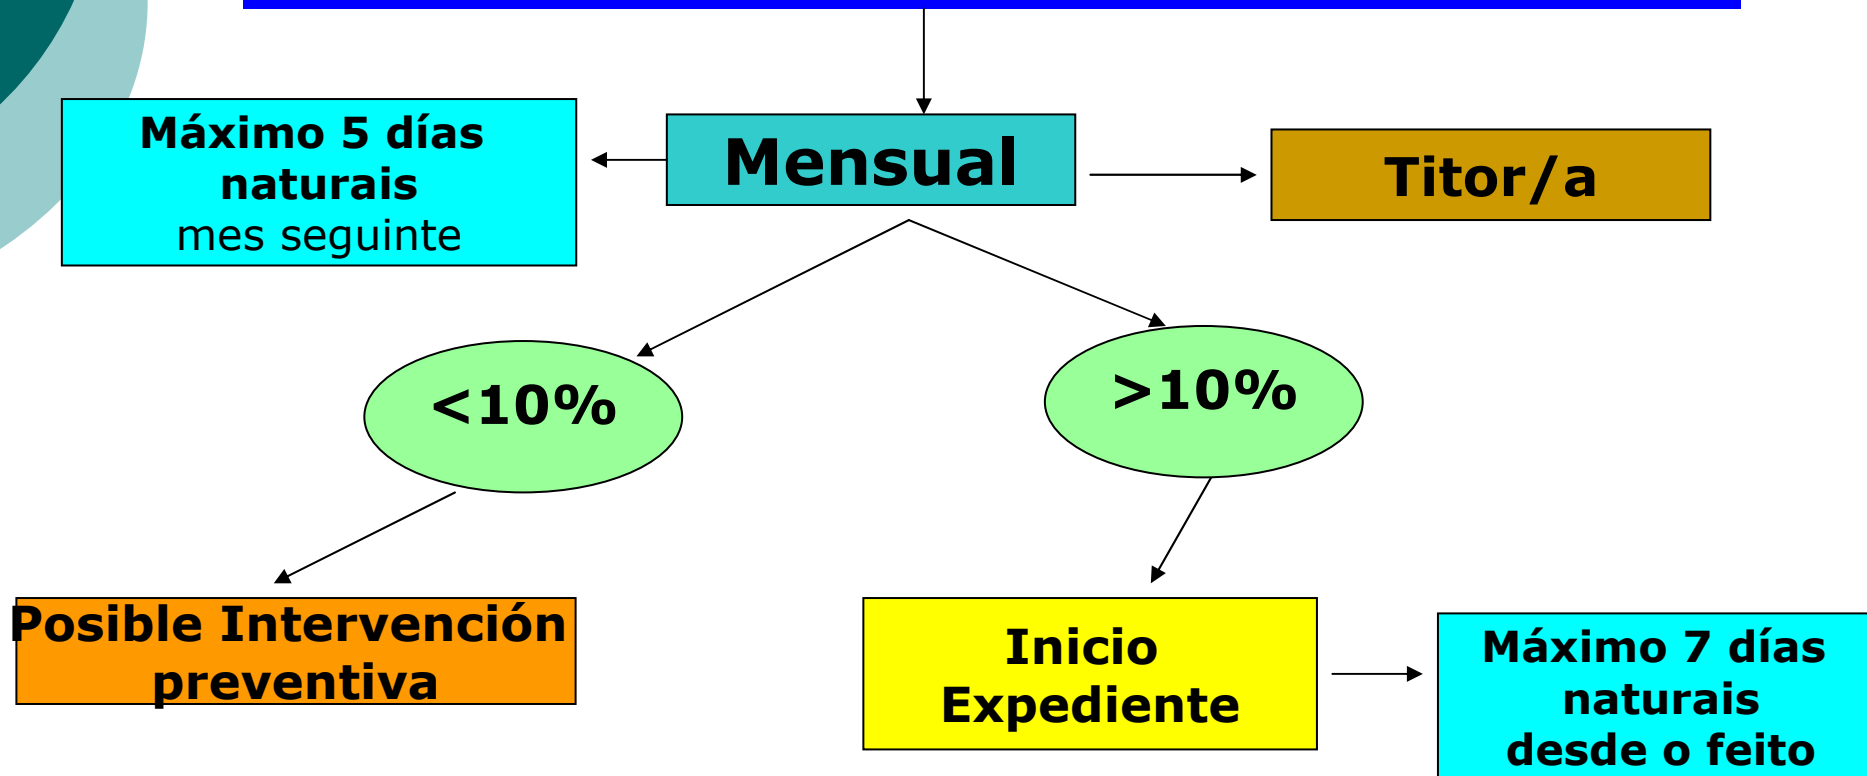 Máximo 5 días
naturais
mes seguinte
Mensual
Titor/a
<10%
>10%
Posible Intervención
preventiva
Inicio
Expediente
Máximo 7 días
naturais
desde o feito